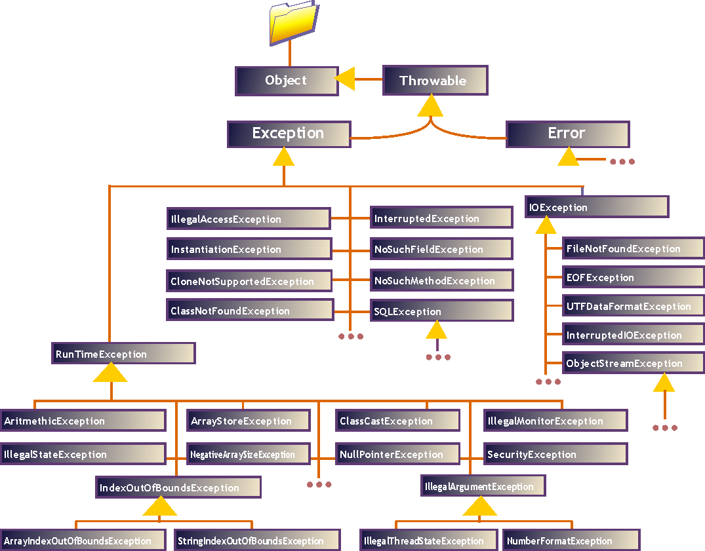 Object
Throwable
Exception
Error
IllegalAccessException
InterruptedException
IOException
InstantiationException
NoSuchFieldException
FileNotFoundException
CloneNotSupportedException
NoSuchMethodException
EOFException
ClassNotFoundException
SQLException
UTFDataFormatException
InterruptedIOException
RunTimeException
ObjectStreamException
AritmethicException
ArrayStoreException
ClassCastException
IllegalMonitorException
IllegalStateException
NegativeArraySizeException
NullPointerException
SecurityException
IndexOutOfBoundsException
IllegalArgumentException
ArrayIndexOutOfBoundsException
StringIndexOutOfBoundsException
IllegalThreadStateException
NumberFormatException